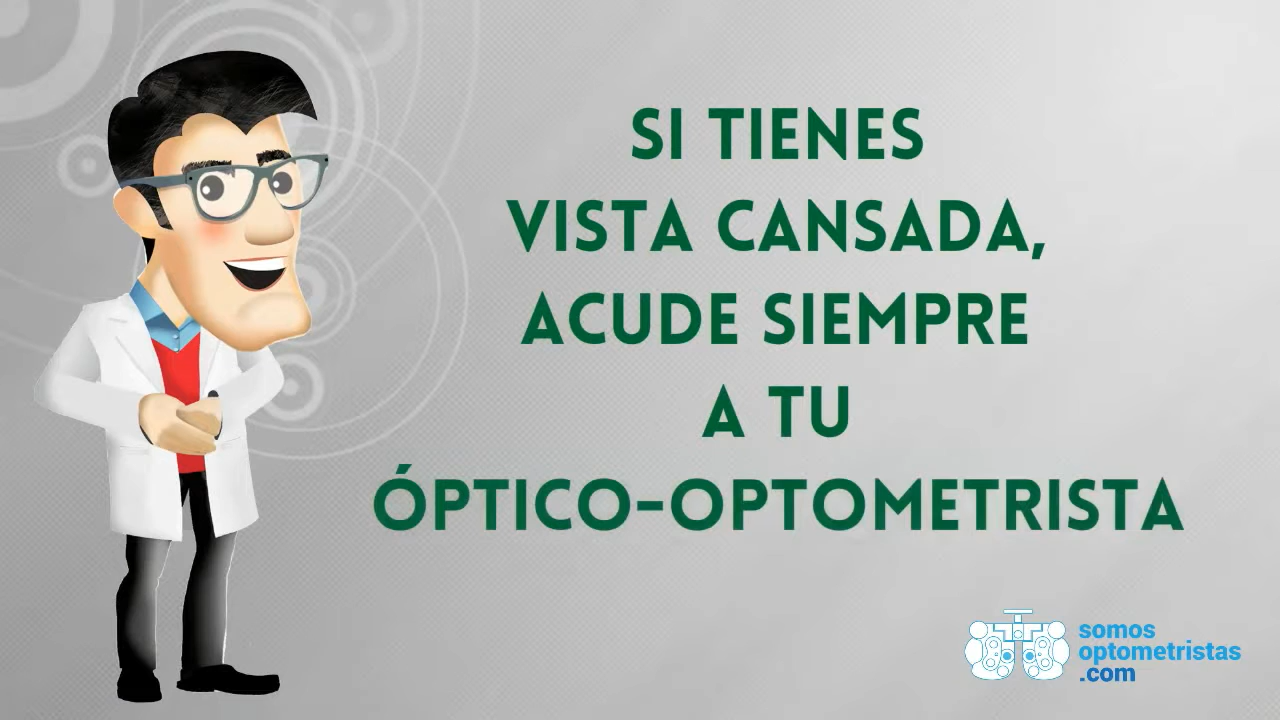 SI TIENES
VISTA CANSADA,
ACUDE SIEMPRE
A TU
ÓPTICO-OPTOMETRISTA
somos
optometristas
.com